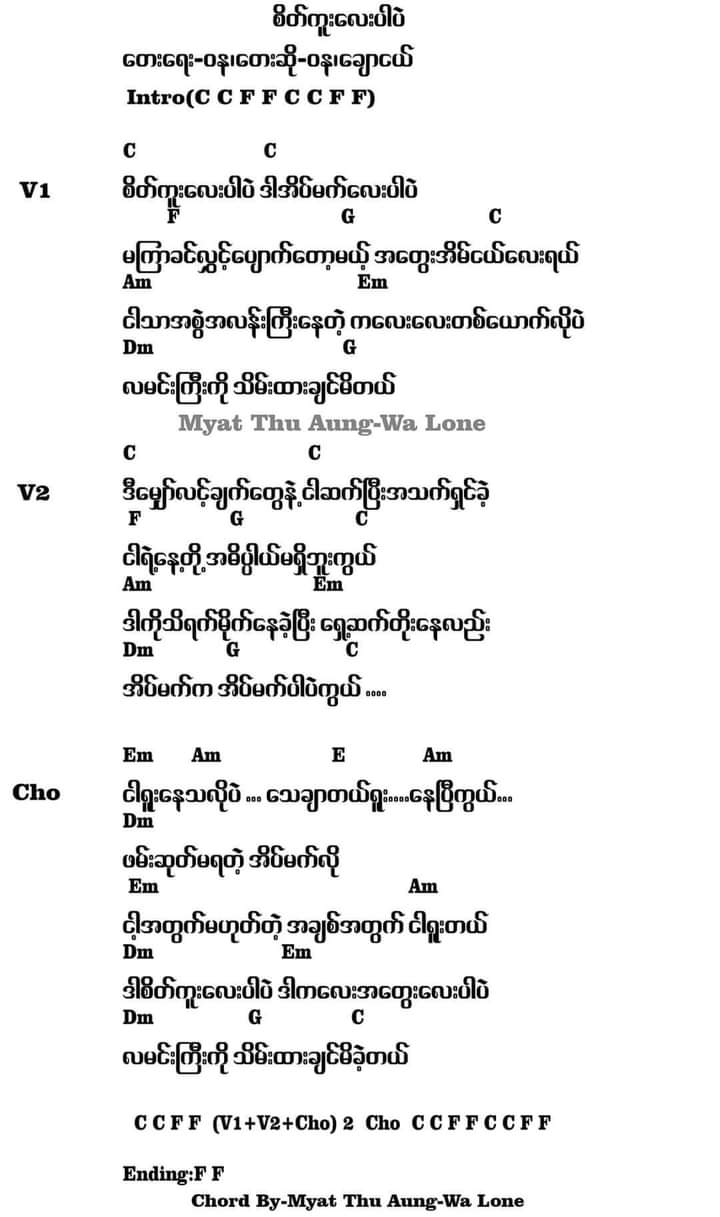 စိတ်ကူးလေးပါပဲ
တေးရေး-ဝန၊တေးဆို-ဝန၊ချောငယ်
Intro(C C F F C C F F)
C C
V1 စိတ်ကူးလေးပါပဲ ဒါအိပ်မက်လေးပါပဲ
F G C
မကြာခင်လွှင့်ပျောက်တော့မယ့် အတွေးအိမ်ငယ်လေးရယ်
Am Em
ငါသာအစွဲအလန်းကြီးနေတဲ့ ကလေးလေးတစ်ယောက်လိုပဲ
Dm G
လမင်းကြီးကို သိမ်းထားချင်မိတယ်
Myat Thu Aung-Wa Lone
C C
V2 ဒီမျှော်လင့်ချက်တွေနဲ့ ငါဆက်ပြီးအသက်ရှင်ခဲ့
F G C
ငါရဲ့နေ့တို့ အဓိပ္ပါယ်မရှိဘူးကွယ်
Am Em
ဒါကိုသိရက်မိုက်နေခဲ့ပြီး ရှေ့ဆက်တိုးနေလည်း
Dm G C
အိပ်မက်က အိပ်မက်ပါပဲကွယ် ....
Em Am E Am
Cho ငါရူးနေသလိုပဲ ... သေချာတယ်ရူး.....နေပြီကွယ်...
Dm
ဖမ်းဆုတ်မရတဲ့ အိပ်မက်လို
Em Am
ငါ့အတွက်မဟုတ်တဲ့ အချစ်အတွက် ငါရူးတယ်
Dm Em
ဒါစိတ်ကူးလေးပါပဲ ဒါကလေးအတွေးလေးပါပဲ
Dm G C
လမင်းကြီးကို သိမ်းထားချင်မိခဲ့တယ်
C C F F (V1+V2+Cho) 2 Cho C C F F C C F F
Ending:F F
Chord By-Myat Thu Aung-Wa Lone